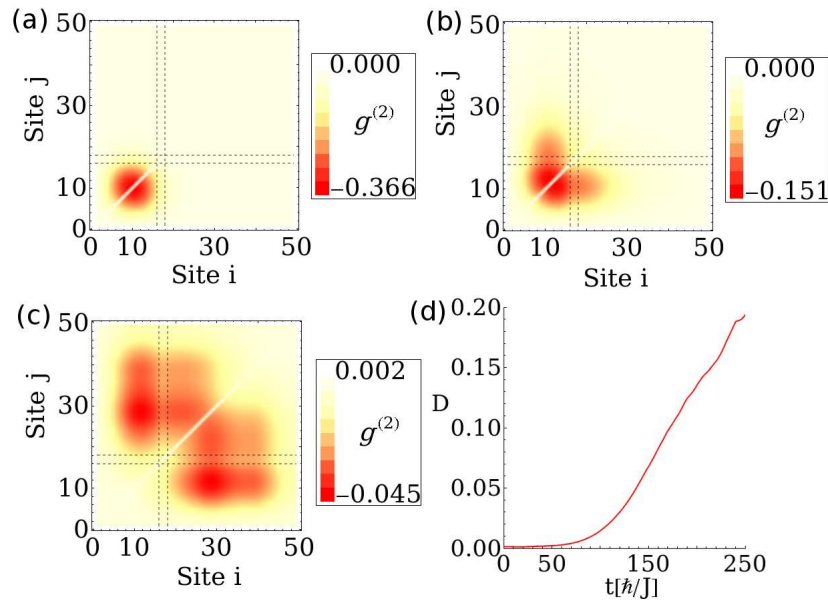 (a)
50
30
10
0
Site j
0 10 30 50
Site i
0.000
g(2)
−0.366
(b)
50
30
10
0
Site j
0 10 30 50
Site i
0.000
g(2)
−0.151
(c)
50
30
10
0
Site j
0 10 30 50
Site i
0.002
g(2)
−0.045
(d)
0.20
0.15
D
0.10
0.05
0.00
0 50 150 250
t[ℏ/J]